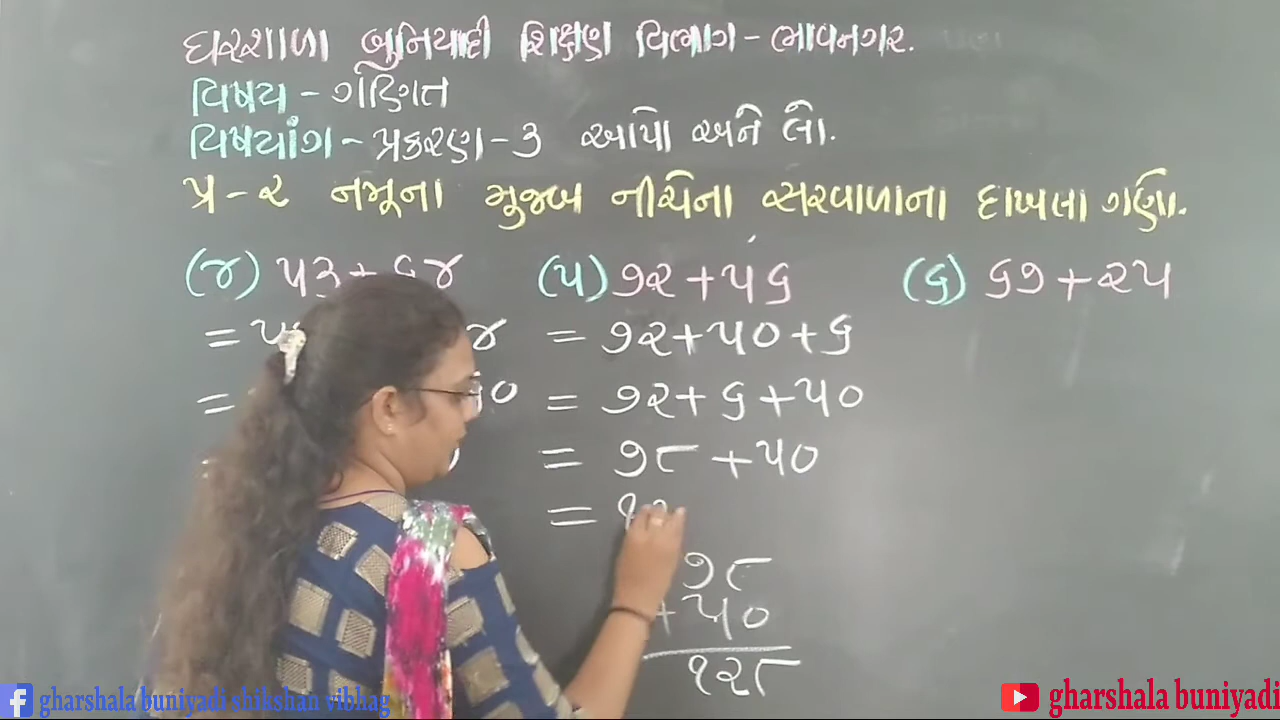 ઘરશાળા બુનિયાદી શિક્ષણ વિભાગ - ભાવનગર.
વિષય - ગણિત
વિષયાંગ - પ્રકરણ - ૩ આપો અને લો.
પ્ર - ૨ નમૂના મુજબ નીચેના સરવાળાના દાખલા ગણો.
(૪) ૫૩ + ૬૪
(૫) ૭૨ + ૫૬
= ૭૨ + ૫૦ + ૬
= ૭૨ + ૬ + ૫૦
= ૭૮ + ૫૦
= ૧૨
૭૮
+ ૫૦
૧૨૮
(૬) ૬૭ + ૨૫
gharshala buniyadi shikshan vibhag
gharshala buniyadi